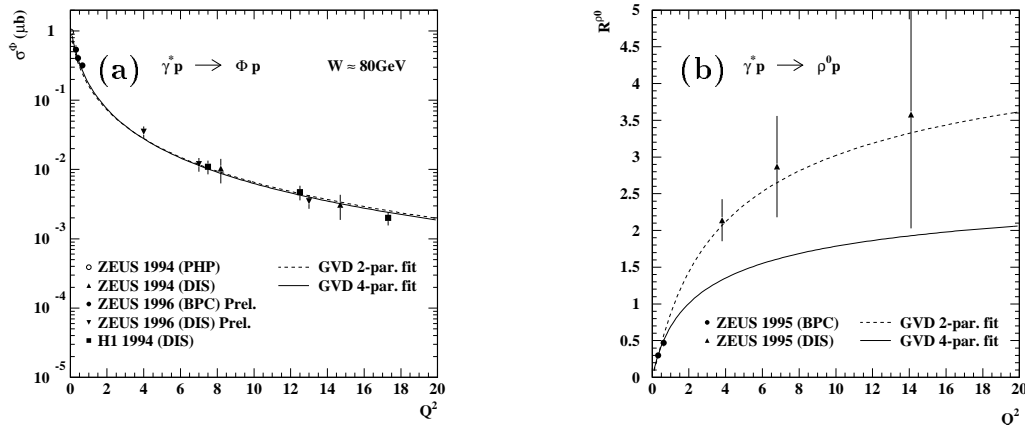 σ^Φ (μb)
1
10^-1
10^-2
10^-3
10^-4
10^-5
(a)
γ^* p → Φ p W ≈ 80GeV
ZEUS 1994 (PHP)
ZEUS 1994 (DIS)
ZEUS 1996 (BPC) Prel.
ZEUS 1996 (DIS) Prel.
H1 1994 (DIS)
GVD 2-par. fit
GVD 4-par. fit
0 2 4 6 8 10 12 14 16 18 20
Q^2
R^ρ0
5
4.5
4
3.5
3
2.5
2
1.5
1
0.5
0
(b)
γ^* p → ρ^0 p
ZEUS 1995 (BPC)
ZEUS 1995 (DIS)
GVD 2-par. fit
GVD 4-par. fit
0 2 4 6 8 10 12 14 16 18 20
Q^2